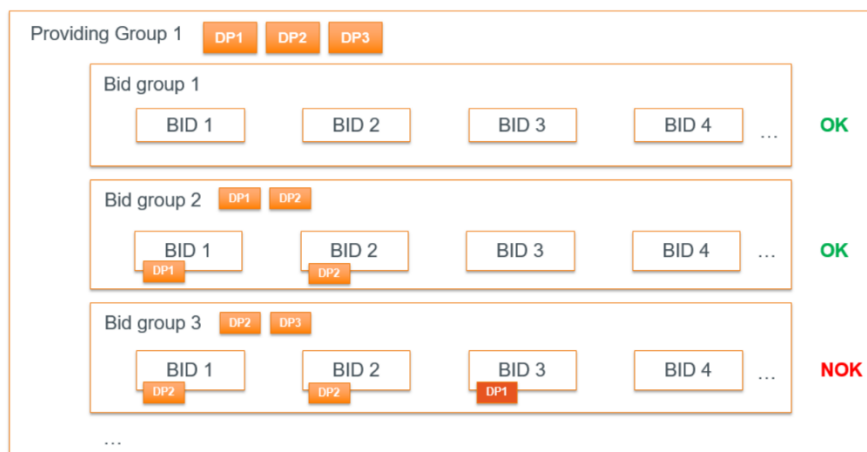 Providing Group 1 DP1 DP2 DP3
Bid group 1
BID 1 BID 2 BID 3 BID 4 ... OK
Bid group 2 DP1 DP2
BID 1 BID 2 BID 3 BID 4 ... OK
DP1 DP2
Bid group 3 DP2 DP3
BID 1 BID 2 BID 3 BID 4 ... NOK
DP2 DP2 DP1
...